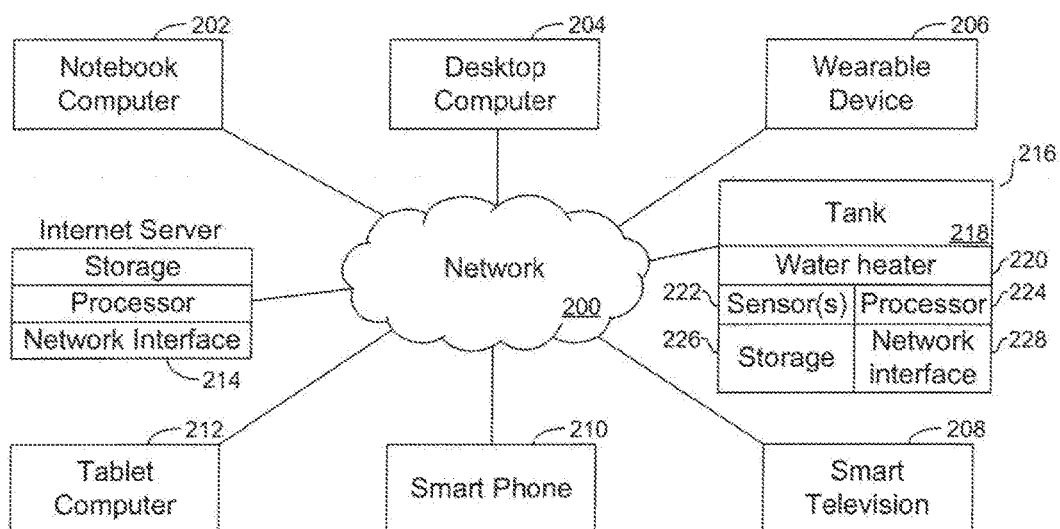 202
204
206
Notebook
Computer
Desktop
Computer
Wearable
Device
216
Tank
218
Internet Server
Storage
Processor
Network Interface
214
Network
200
Water heater
220
222
Sensor(s)
Processor
224
226
Storage
Network
interface
228
212
210
208
Tablet
Computer
Smart Phone
Smart
Television